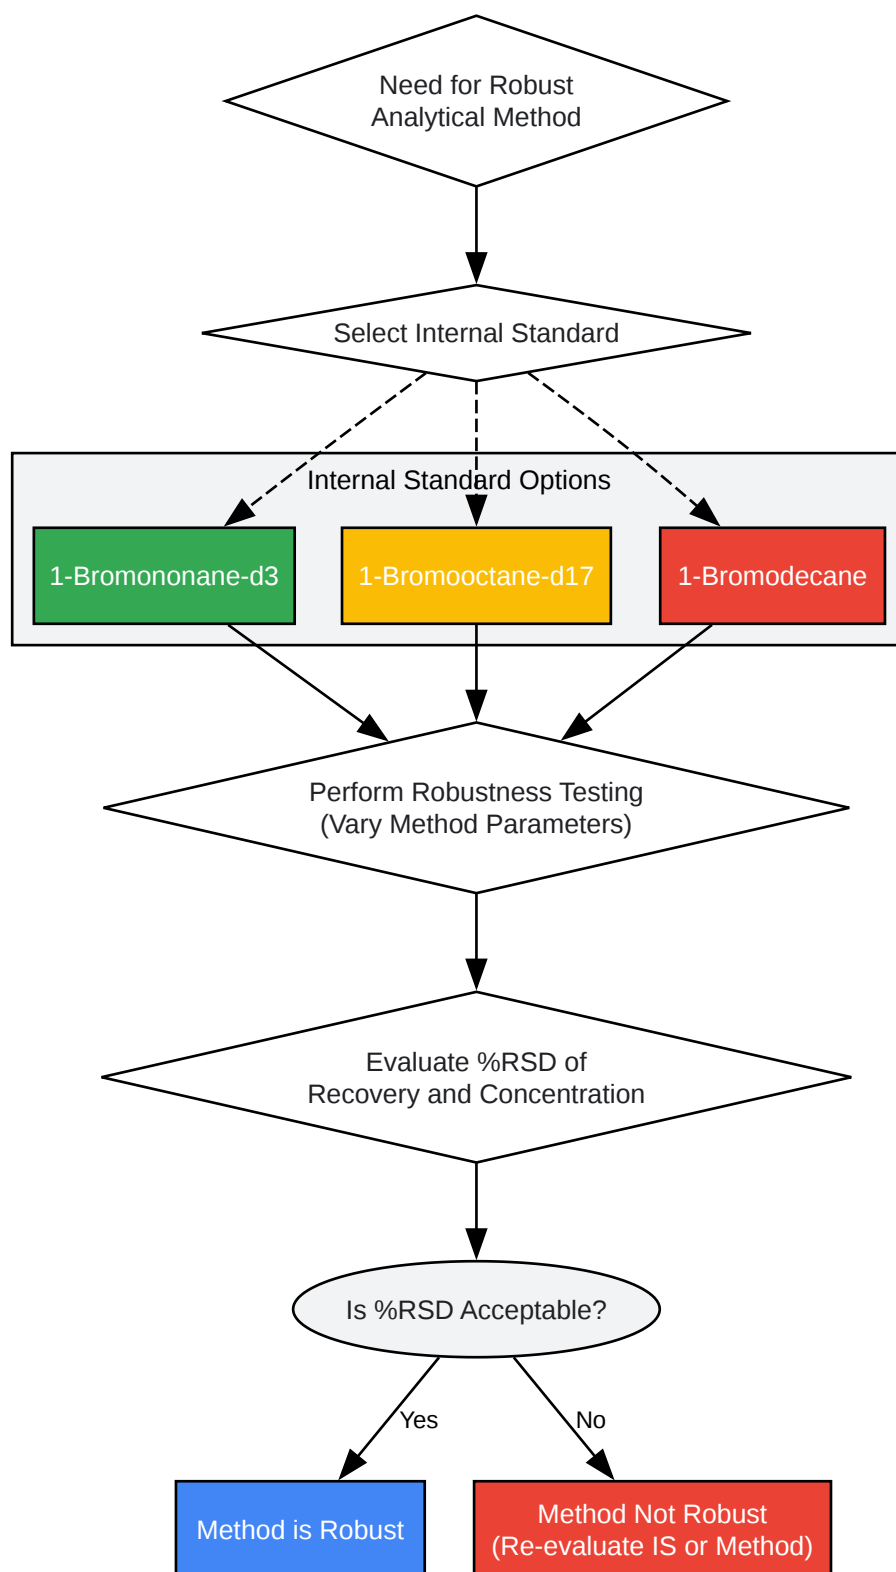 Need for Robust
Analytical Method
Select Internal Standard
Internal Standard Options
1-Bromononane-d3
1-Bromooctane-d17
1-Bromodecane
Perform Robustness Testing
(Vary Method Parameters)
Evaluate %RSD of
Recovery and Concentration
Is %RSD Acceptable?
Yes
No
Method is Robust
Method Not Robust
(Re-evaluate IS or Method)